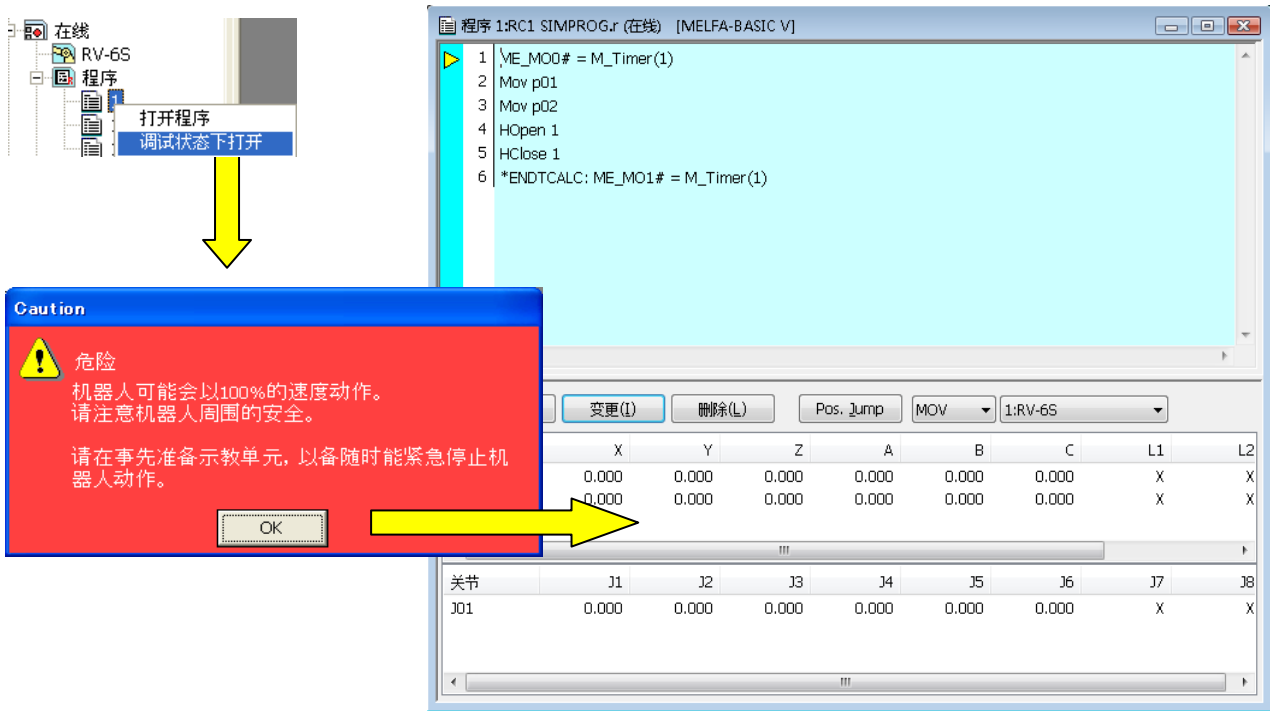 在线
RV-6S
程序
1
打开程序
调试状态下打开
Caution
危险
机器人可能会以100%的速度动作。
请注意机器人周围的安全。
请在事先准备示教单元, 以备随时能紧急停止机
器人动作。
OK
程序 1:RC1 SIMPROG.r (在线) [MELFA-BASIC V]
1 ME_MO0# = M_Timer(1)
2 Mov p01
3 Mov p02
4 HOpen 1
5 HClose 1
6 *ENDTCALC: ME_MO1# = M_Timer(1)
变更(I) 删除(L) Pos. Jump MOV 1:RV-6S
X Y Z A B C L1 L2
0.000 0.000 0.000 0.000 0.000 0.000 X X
0.000 0.000 0.000 0.000 0.000 0.000 X X
关节 J1 J2 J3 J4 J5 J6 J7 J8
J01 0.000 0.000 0.000 0.000 0.000 0.000 X X